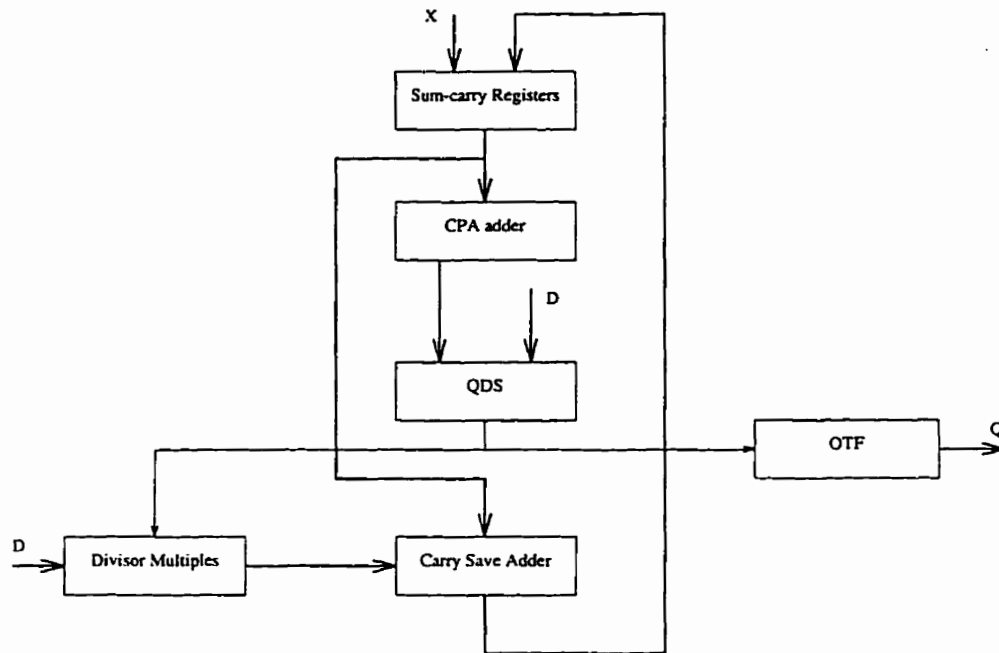 X
Sum-carry Registers
CPA adder
D
QDS
OTF
Q
D
Divisor Multiples
Carry Save Adder